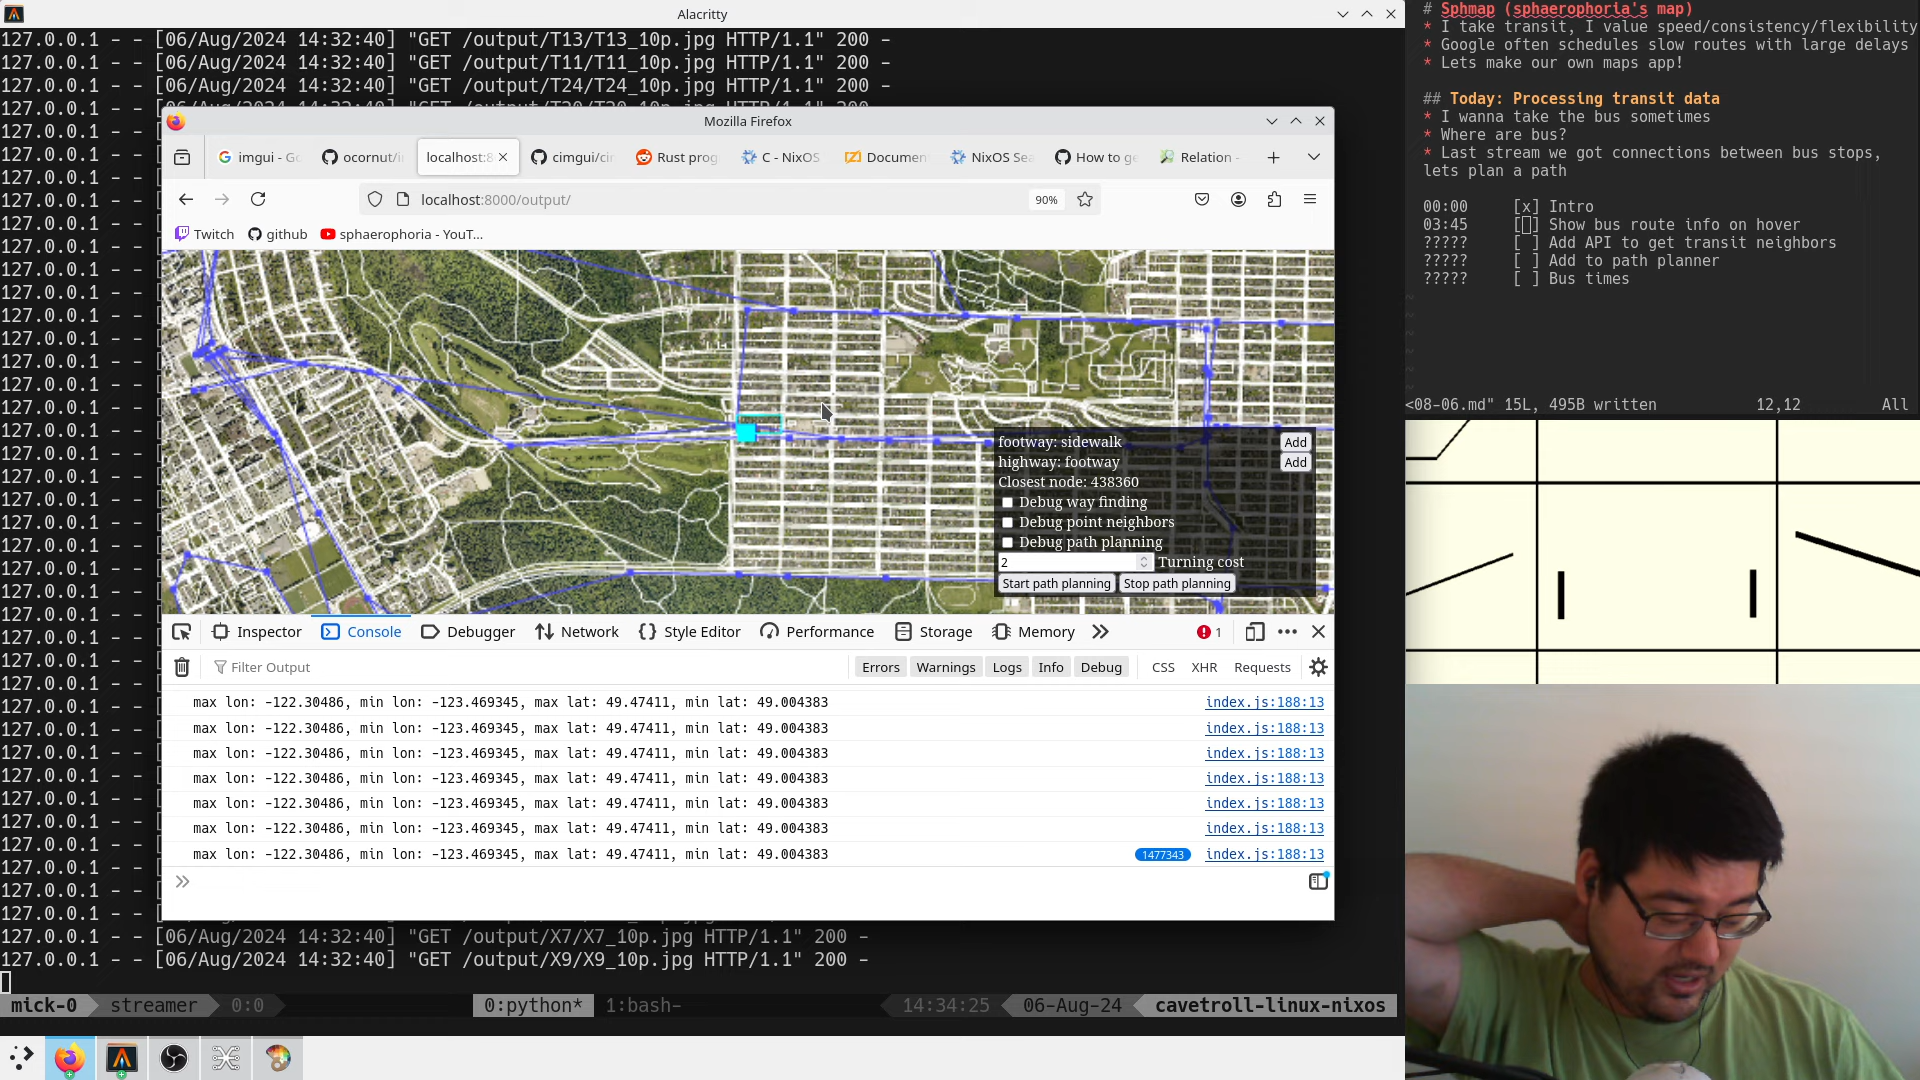 Alacritty
127.0.0.1 - - [06/Aug/2024 14:32:40] "GET /output/T13/T13_10p.jpg HTTP/1.1" 200 -
127.0.0.1 - - [06/Aug/2024 14:32:40] "GET /output/T11/T11_10p.jpg HTTP/1.1" 200 -
127.0.0.1 - - [06/Aug/2024 14:32:40] "GET /output/T24/T24_10p.jpg HTTP/1.1" 200 -
Mozilla Firefox
imgui - Go
ocornut/i
localhost:8
cimgui/ci
Rust prog
C - NixOS
Documen
NixOS Sea
How to ge
Relation -
localhost:8000/output/
90%
Twitch
github
sphaerophoria - YouT...
footway: sidewalk
Add
highway: footway
Add
Closest node: 438360
Debug way finding
Debug point neighbors
Debug path planning
2
Turning cost
Start path planning
Stop path planning
Inspector
Console
Debugger
Network
Style Editor
Performance
Storage
Memory
1
Filter Output
Errors
Warnings
Logs
Info
Debug
CSS
XHR
Requests
max lon: -122.30486, min lon: -123.469345, max lat: 49.47411, min lat: 49.004383 index.js:188:13
max lon: -122.30486, min lon: -123.469345, max lat: 49.47411, min lat: 49.004383 index.js:188:13
max lon: -122.30486, min lon: -123.469345, max lat: 49.47411, min lat: 49.004383 index.js:188:13
max lon: -122.30486, min lon: -123.469345, max lat: 49.47411, min lat: 49.004383 index.js:188:13
max lon: -122.30486, min lon: -123.469345, max lat: 49.47411, min lat: 49.004383 index.js:188:13
max lon: -122.30486, min lon: -123.469345, max lat: 49.47411, min lat: 49.004383 index.js:188:13
max lon: -122.30486, min lon: -123.469345, max lat: 49.47411, min lat: 49.004383 1477343 index.js:188:13
127.0.0.1 - - [06/Aug/2024 14:32:40] "GET /output/X7/X7_10p.jpg HTTP/1.1" 200 -
127.0.0.1 - - [06/Aug/2024 14:32:40] "GET /output/X9/X9_10p.jpg HTTP/1.1" 200 -
mick-0 streamer 0:0 0:python* 1:bash- 14:34:25 06-Aug-24 cavetroll-linux-nixos
# Sphmap (sphaerophoria's map)
* I take transit, I value speed/consistency/flexibility
* Google often schedules slow routes with large delays
* Lets make our own maps app!
## Today: Processing transit data
* I wanna take the bus sometimes
* Where are bus?
* Last stream we got connections between bus stops,
lets plan a path
00:00 [x] Intro
03:45 [ ] Show bus route info on hover
????? [ ] Add API to get transit neighbors
????? [ ] Add to path planner
????? [ ] Bus times
<08-06.md" 15L, 495B written 12,12 All